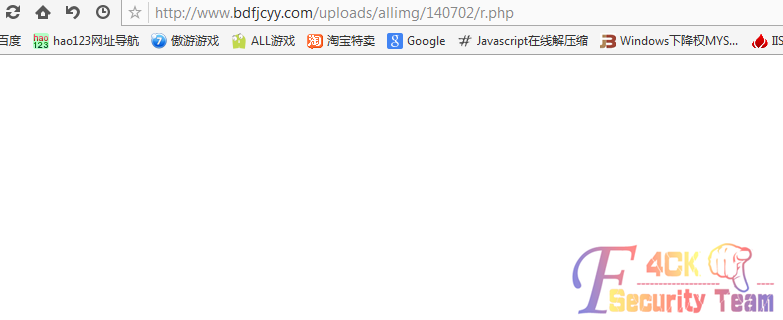 http://www.bdfjcyy.com/uploads/allimg/140702/r.php
百度 hao123网址导航 傲游游戏 ALL游戏 淘宝特卖 Google Javascript在线解压缩 Windows下降权MYS... IIS
F4CK
Security Team